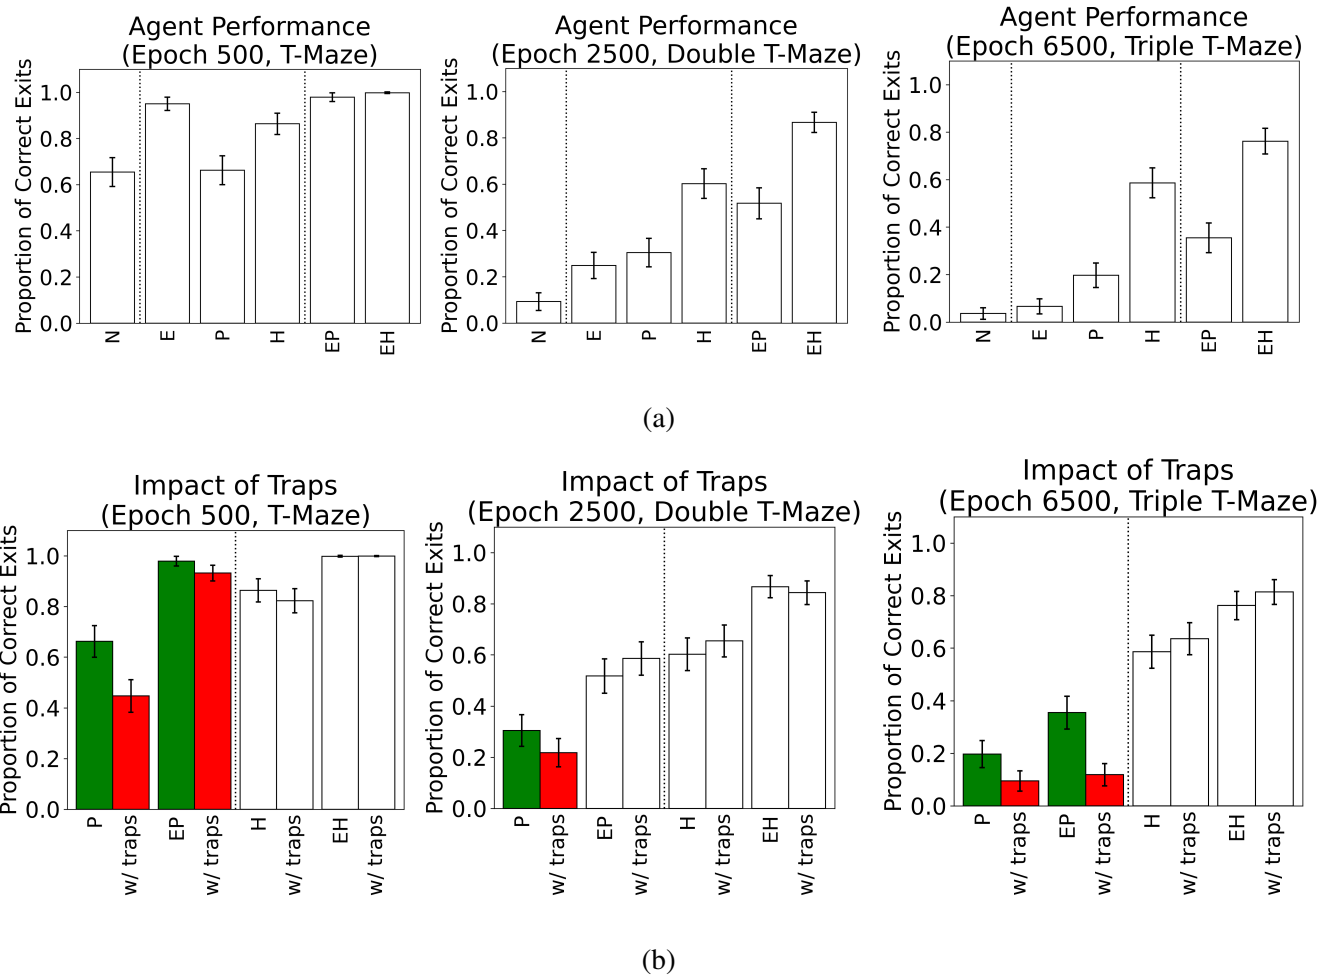 Agent Performance
(Epoch 500, T-Maze)
Proportion of Correct Exits
1.0
0.8
0.6
0.4
0.2
0.0
N
E
P
H
EP
EH
Agent Performance
(Epoch 2500, Double T-Maze)
Proportion of Correct Exits
1.0
0.8
0.6
0.4
0.2
0.0
N
E
P
H
EP
EH
Agent Performance
(Epoch 6500, Triple T-Maze)
Proportion of Correct Exits
1.0
0.8
0.6
0.4
0.2
0.0
N
E
P
H
EP
EH
(a)
Impact of Traps
(Epoch 500, T-Maze)
Proportion of Correct Exits
1.0
0.8
0.6
0.4
0.2
0.0
P
w/ traps
EP
w/ traps
H
w/ traps
EH
w/ traps
Impact of Traps
(Epoch 2500, Double T-Maze)
Proportion of Correct Exits
1.0
0.8
0.6
0.4
0.2
0.0
P
w/ traps
EP
w/ traps
H
w/ traps
EH
w/ traps
Impact of Traps
(Epoch 6500, Triple T-Maze)
Proportion of Correct Exits
1.0
0.8
0.6
0.4
0.2
0.0
P
w/ traps
EP
w/ traps
H
w/ traps
EH
w/ traps
(b)